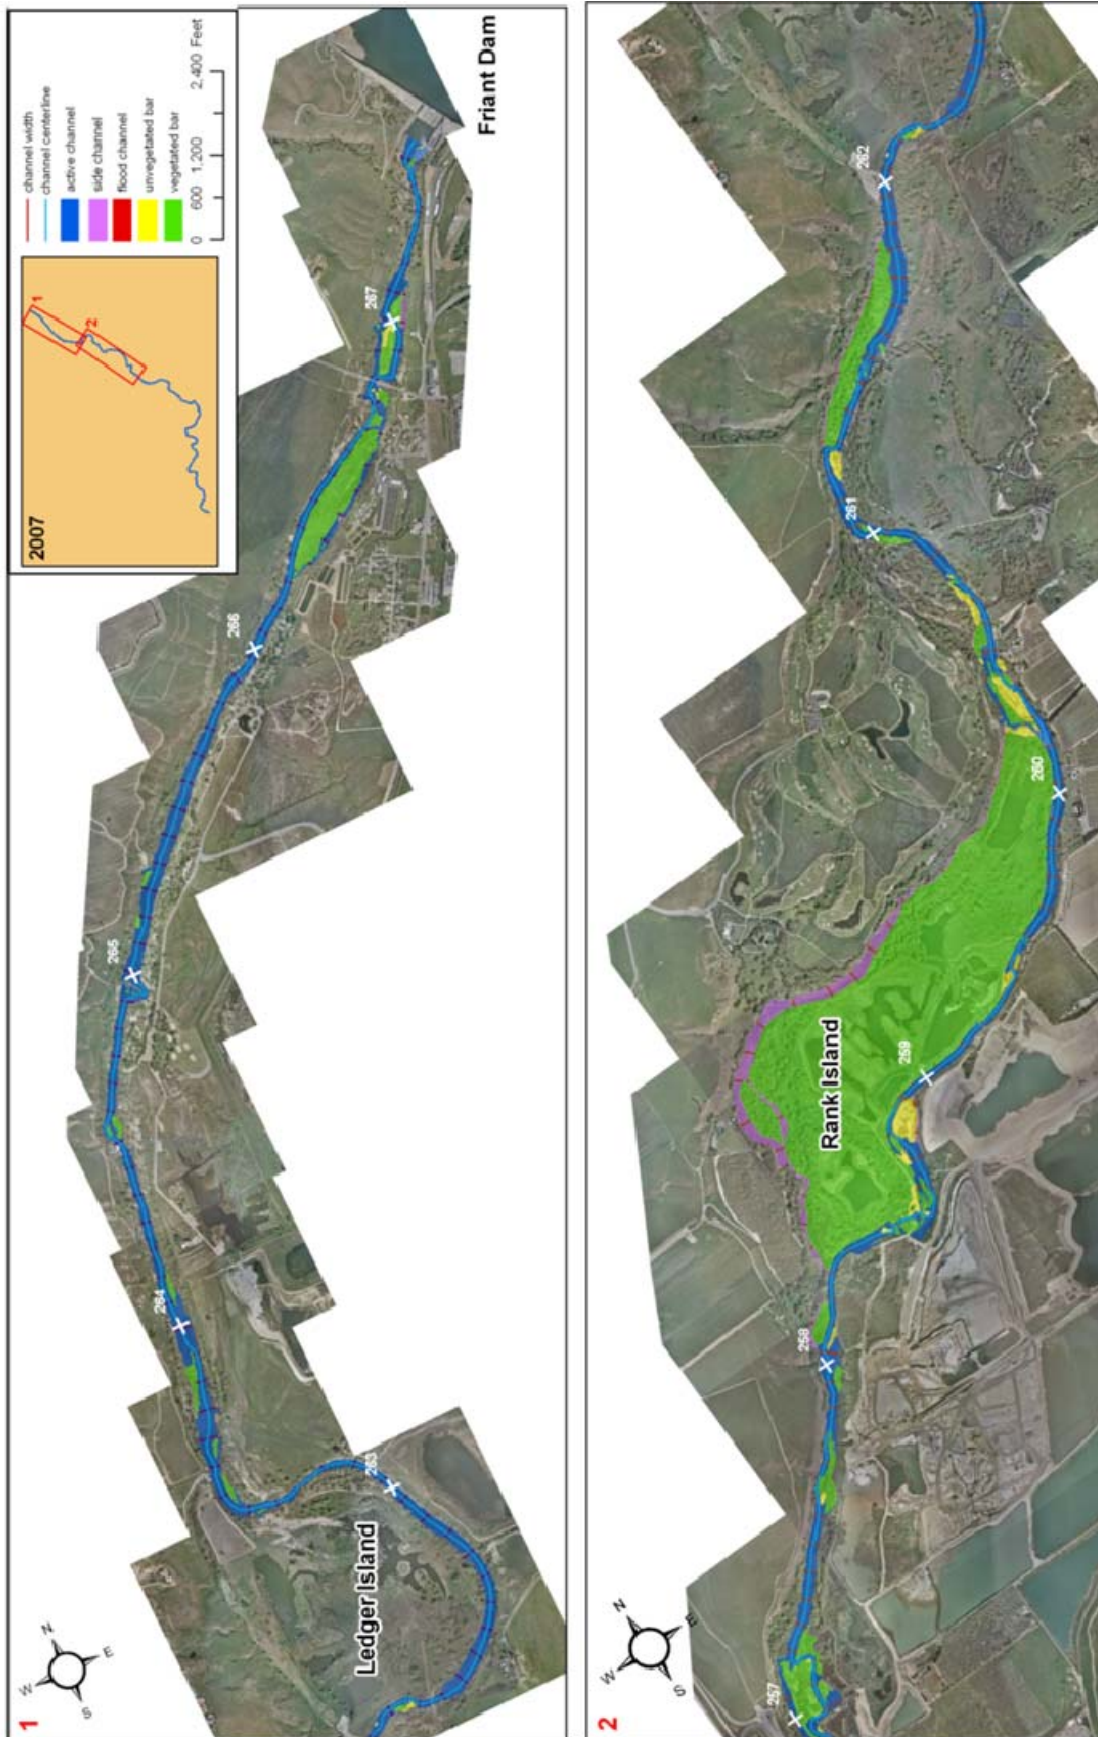 2007
1
2
channel width
channel centerline
active channel
side channel
flood channel
unvegetated bar
vegetated bar
0 600 1,200 2,400 Feet
Friant Dam
267
266
265
264
263
Ledger Island
N
E
S
W
1
262
261
260
259
Rank Island
258
257
N
E
S
W
2